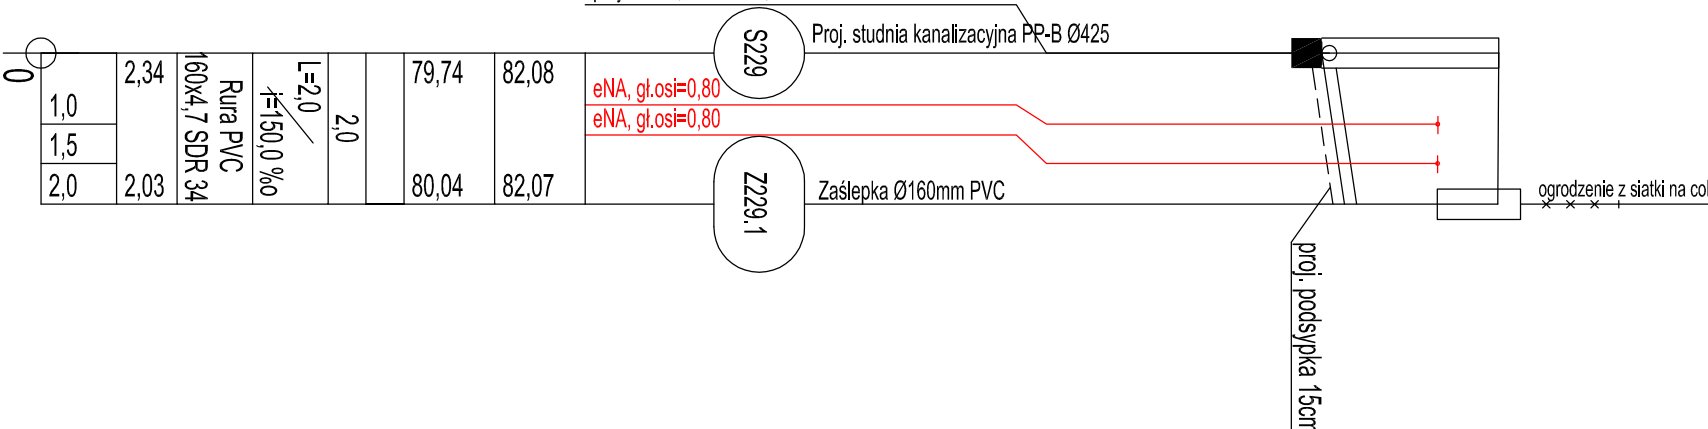 S229
Proj. studnia kanalizacyjna PP-B Ø425
0
2,34
79,74
82,08
1,0
1,5
2,0
2,03
160x4,7 SDR 34
Rura PVC
L=2,0
i=150,0 ‰
2,0
80,04
82,07
eNA, gł.osi=0,80
eNA, gł.osi=0,80
Z229.1
Zaślepka Ø160mm PVC
ogrodzenie z siatki na
proj. podsypka 15cm